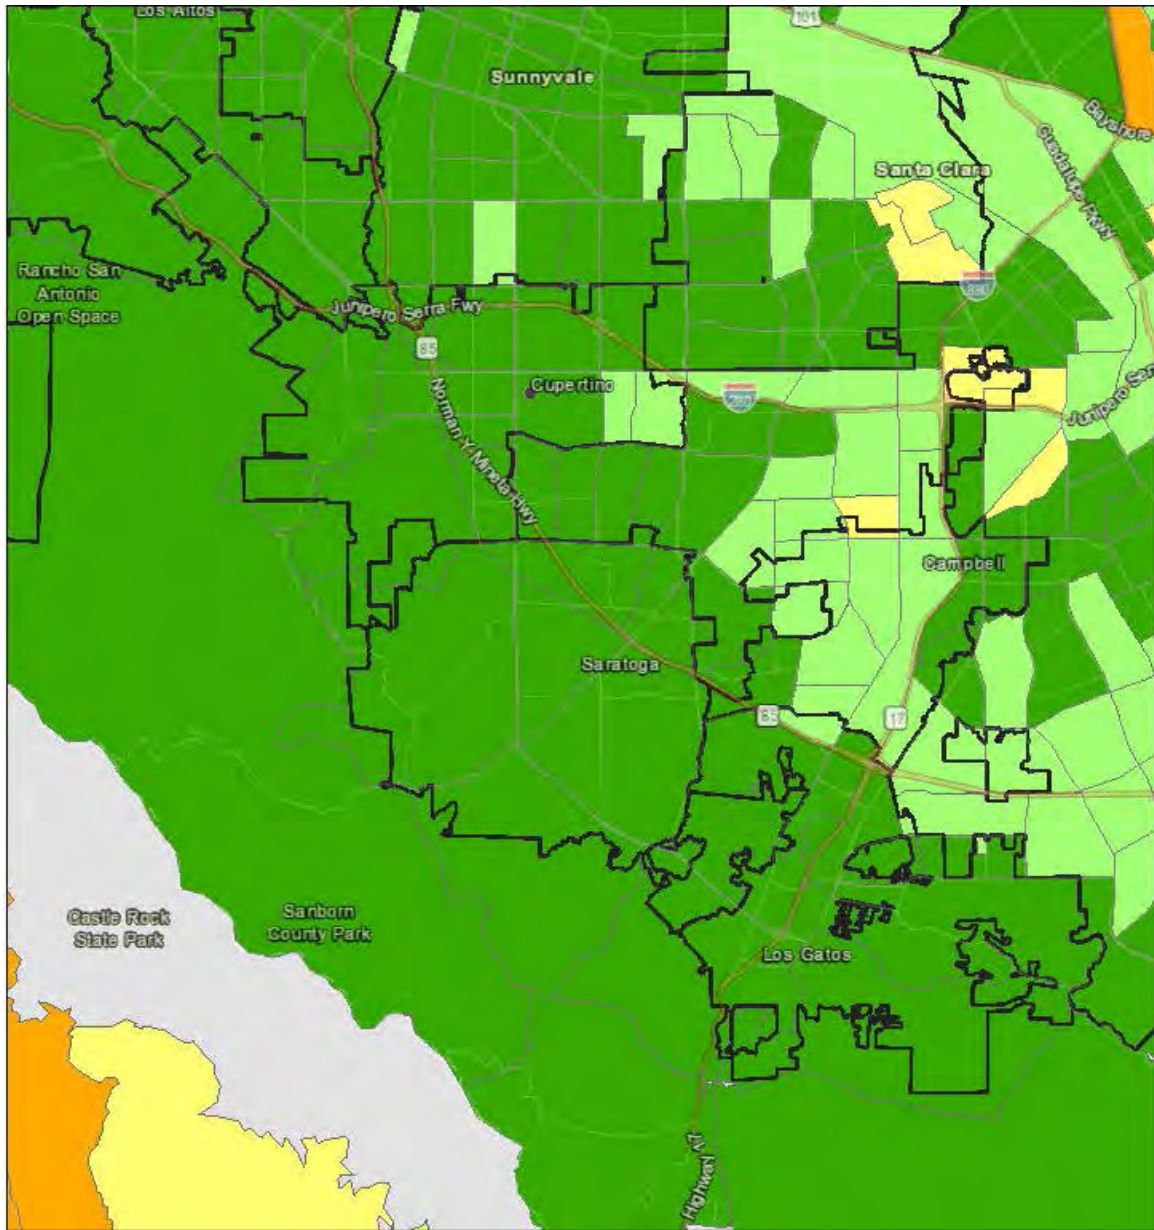 Los Altos
101
Sunnyvale
Bayshore
Guadalupe Pkwy
Santa Clara
Rancho San
Antonio
Open Space
880
Junipero Serra Fwy
85
Cupertino
280
Norman Y Mineta Hwy
Junipero Ser
Campbell
Saratoga
85
17
Castle Rock
State Park
Sanborn
County Park
Los Gatos
Highway 17